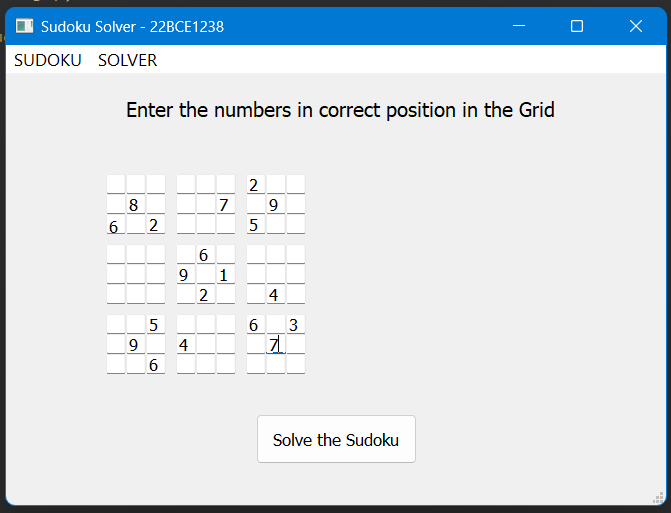 Sudoku Solver - 22BCE1238
SUDOKU SOLVER
Enter the numbers in correct position in the Grid
2
8 7 9
6 2 5
6
9 1
2 4
5 6 3
9 4 7
6
Solve the Sudoku